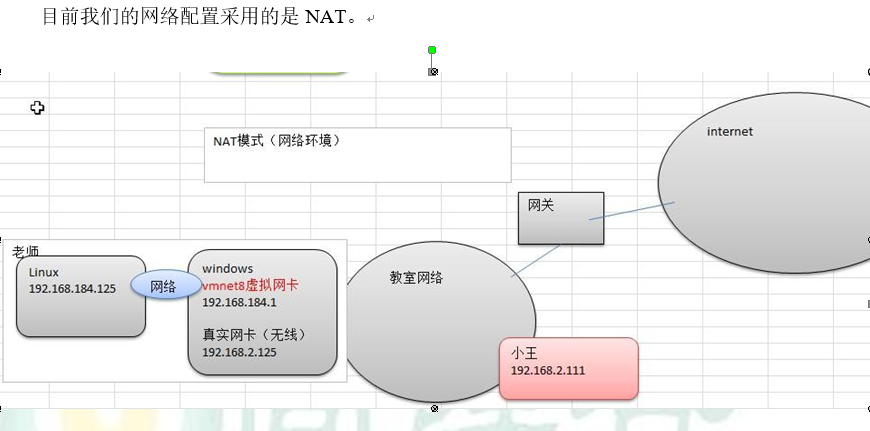 目前我们的网络配置采用的是 NAT。
NAT模式（网络环境）
internet
网关
老师
Linux
192.168.184.125
网络
windows
vmnet8虚拟网卡
192.168.184.1
真实网卡（无线）
192.168.2.125
教室网络
小王
192.168.2.111